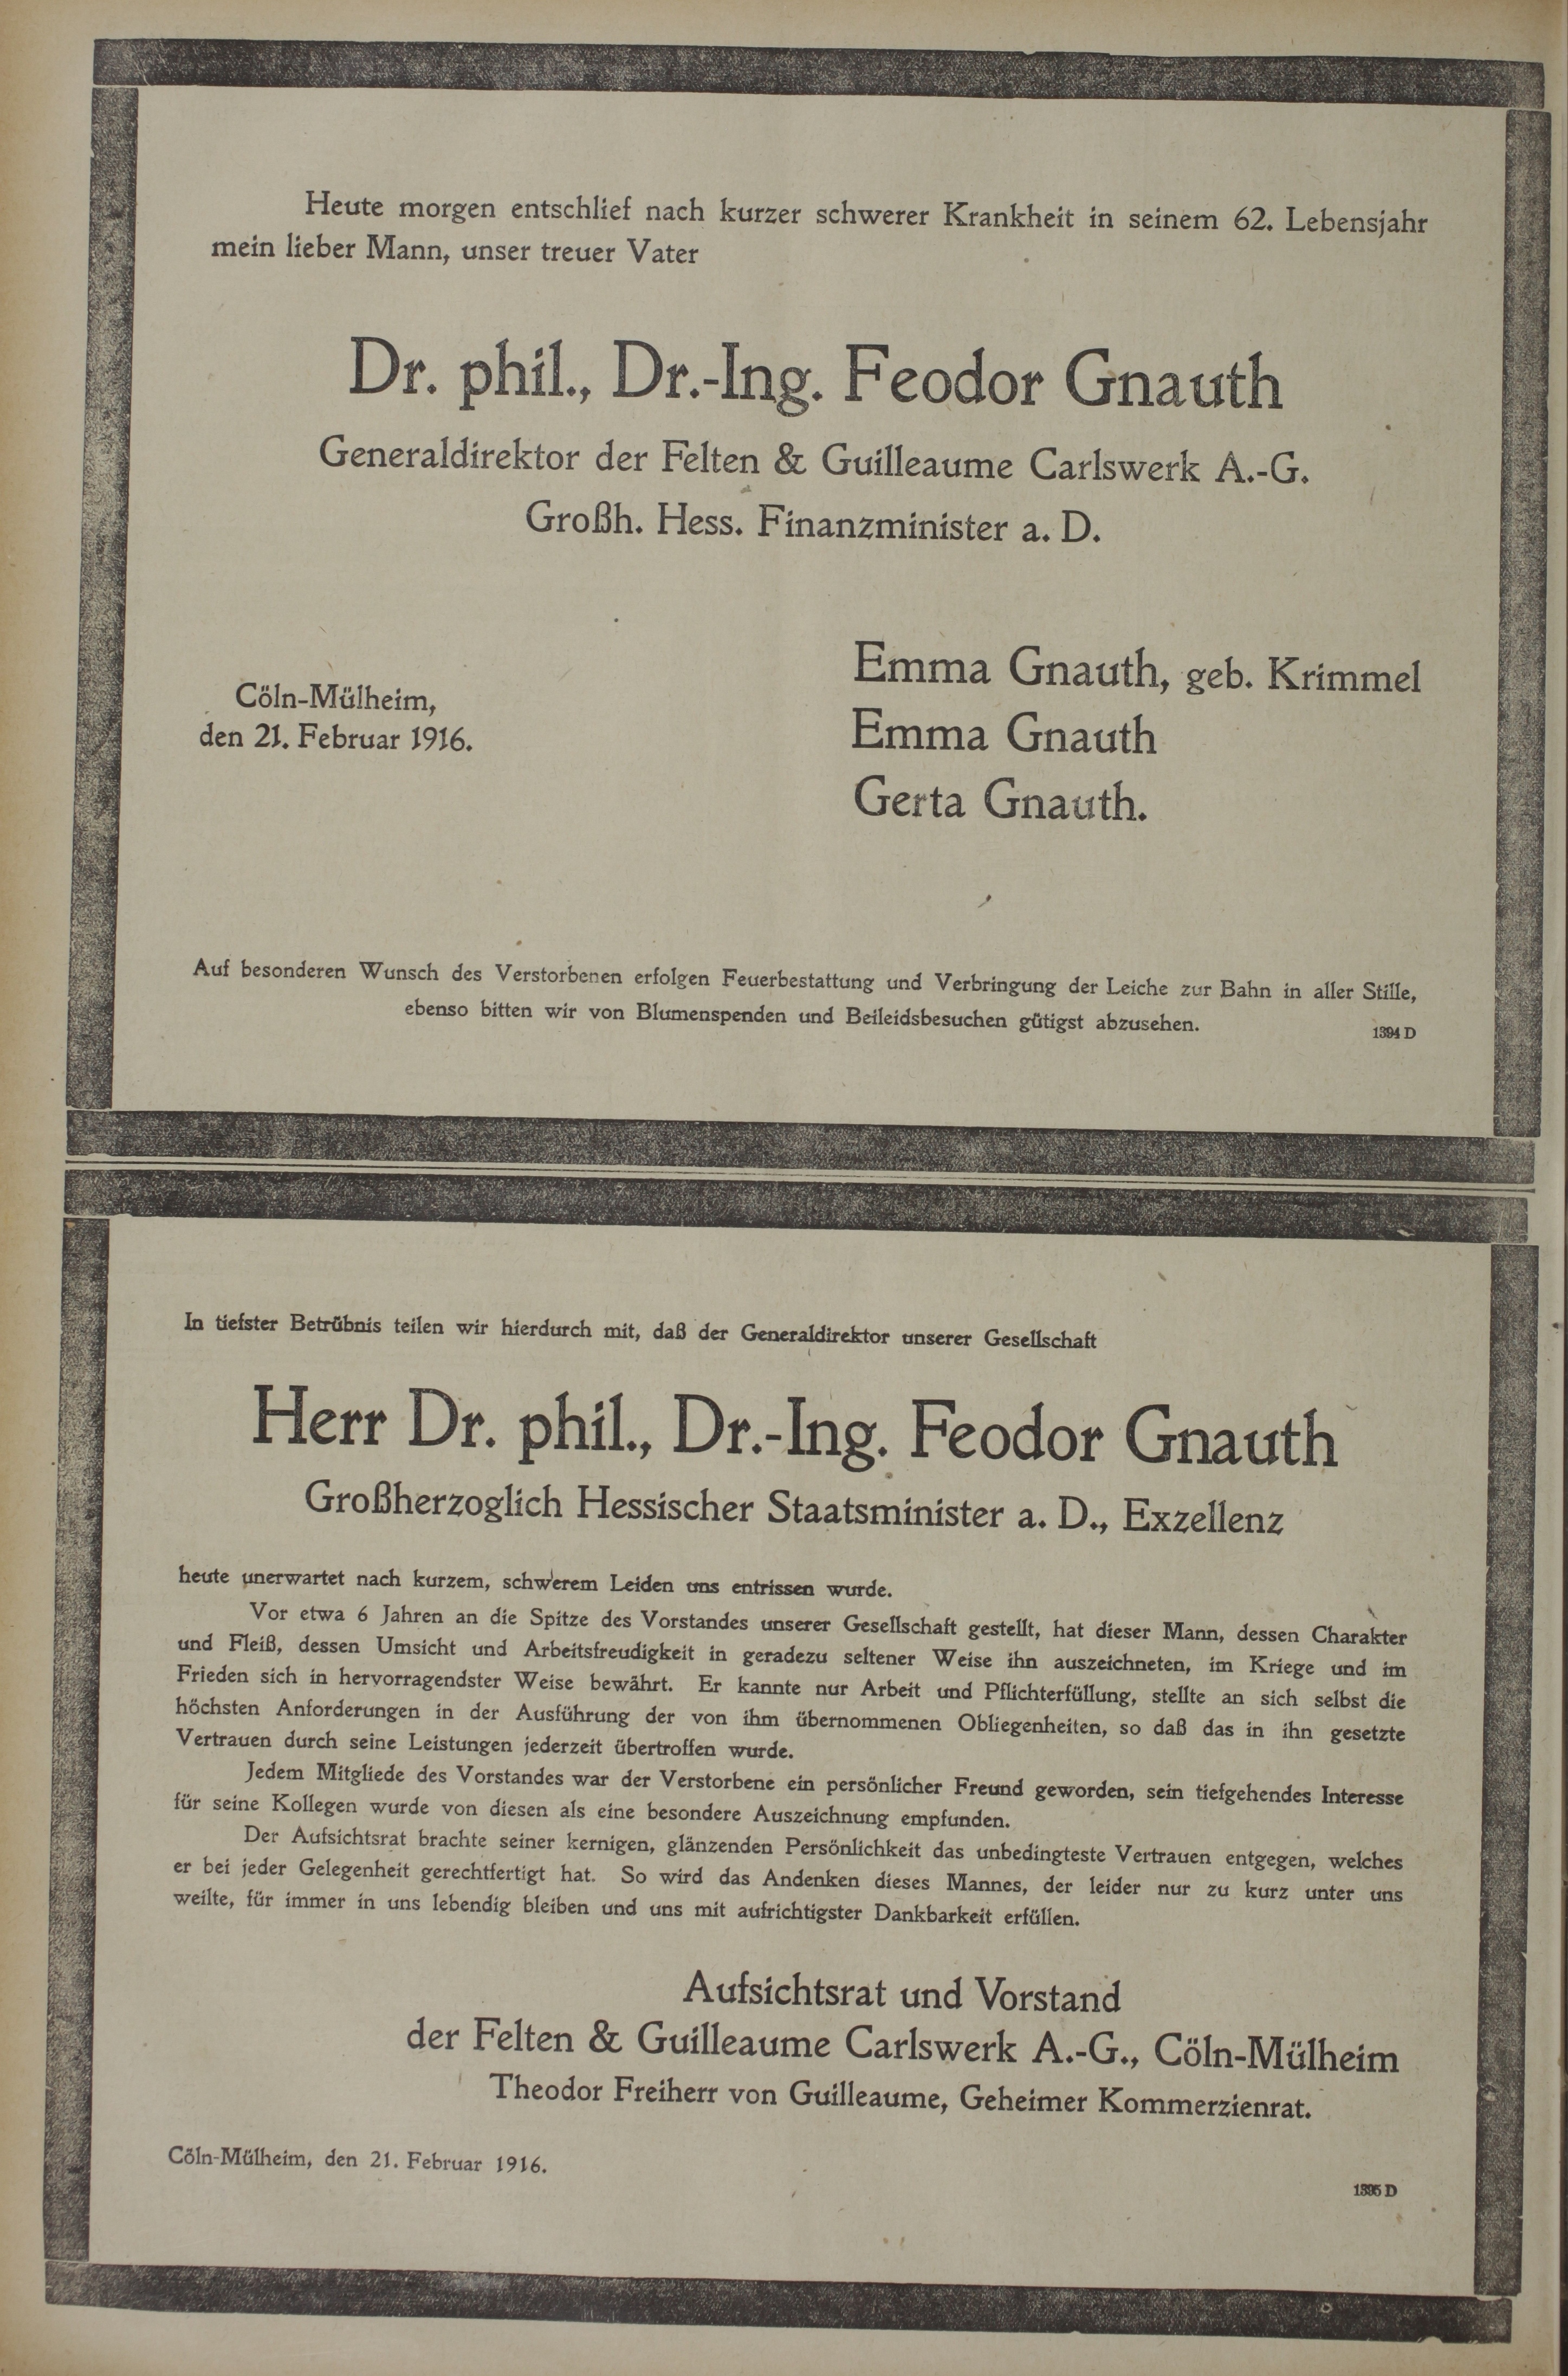 Heute morgen entschlief nach kurzer schwerer Krankheit in seinem 62. Lebensjahr
mein lieber Mann, unser treuer Vater
Dr. phil., Dr.-Ing. Feodor Gnauth
Generaldirektor der Felten & Guilleaume Carlswerk A.-G.
Großh. Hess. Finanzminister a. D.
Cöln-Mülheim,
den 21. Februar 1916.
Emma Gnauth, geb. Krimmel
Emma Gnauth
Gerta Gnauth.
Auf besonderen Wunsch des Verstorbenen erfolgen Feuerbestattung und Verbringung der Leiche zur Bahn in aller Stille,
ebenso bitten wir von Blumenspenden und Beileidsbesuchen gütigst abzusehen.
1394 D
In tiefster Betrübnis teilen wir hierdurch mit, daß der Generaldirektor unserer Gesellschaft
Herr Dr. phil., Dr.-Ing. Feodor Gnauth
Großherzoglich Hessischer Staatsminister a. D., Exzellenz
heute unerwartet nach kurzem, schwerem Leiden uns entrissen wurde.
Vor etwa 6 Jahren an die Spitze des Vorstandes unserer Gesellschaft gestellt, hat dieser Mann, dessen Charakter
und Fleiß, dessen Umsicht und Arbeitsfreudigkeit in geradezu seltener Weise ihn auszeichneten, im Kriege und im
Frieden sich in hervorragendster Weise bewährt. Er kannte nur Arbeit und Pflichterfüllung, stellte an sich selbst die
höchsten Anforderungen in der Ausführung der von ihm übernommenen Obliegenheiten, so daß das in ihn gesetzte
Vertrauen durch seine Leistungen jederzeit übertroffen wurde.
Jedem Mitgliede des Vorstandes war der Verstorbene ein persönlicher Freund geworden, sein tiefgehendes Interesse
für seine Kollegen wurde von diesen als eine besondere Auszeichnung empfunden.
Der Aufsichtsrat brachte seiner kernigen, glänzenden Persönlichkeit das unbedingteste Vertrauen entgegen, welches
er bei jeder Gelegenheit gerechtfertigt hat. So wird das Andenken dieses Mannes, der leider nur zu kurz unter uns
weilte, für immer in uns lebendig bleiben und uns mit aufrichtigster Dankbarkeit erfüllen.
Aufsichtsrat und Vorstand
der Felten & Guilleaume Carlswerk A.-G., Cöln-Mülheim
Theodor Freiherr von Guilleaume, Geheimer Kommerzienrat.
Cöln-Mülheim, den 21. Februar 1916.
1395 D